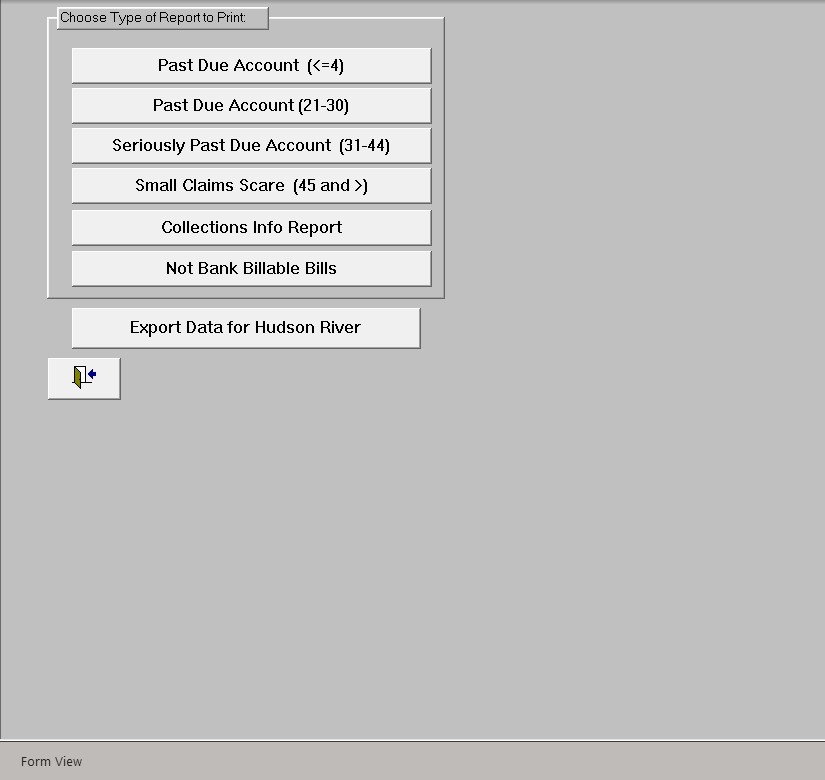 Choose Type of Report to Print:
Past Due Account (<=4)
Past Due Account (21-30)
Seriously Past Due Account (31-44)
Small Claims Scare (45 and >)
Collections Info Report
Not Bank Billable Bills
Export Data for Hudson River
Form View